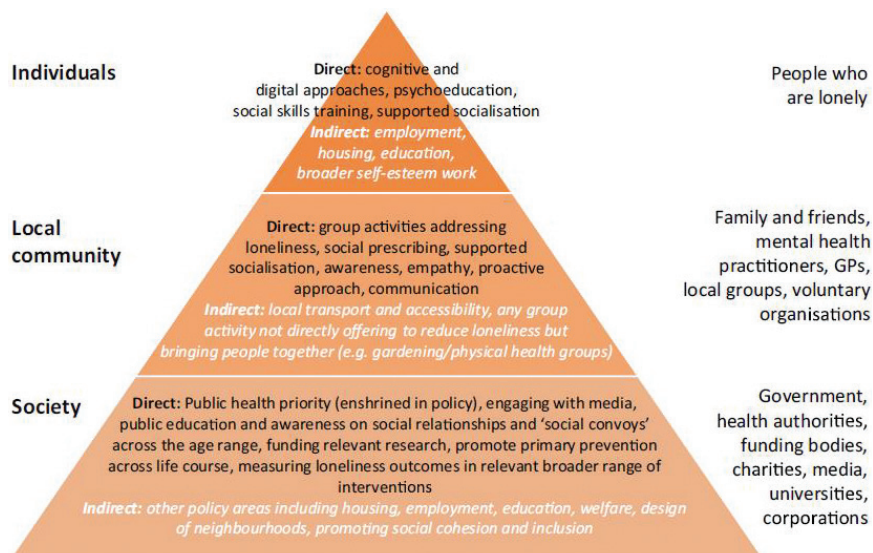 Individuals
Direct: cognitive and
digital approaches, psychoeducation,
social skills training, supported socialisation
Indirect: employment,
housing, education,
broader self-esteem work
People who
are lonely
Local
community
Direct: group activities addressing
loneliness, social prescribing, supported
socialisation, awareness, empathy, proactive
approach, communication
Indirect: local transport and accessibility, any group
activity not directly offering to reduce loneliness but
bringing people together (e.g. gardening/physical health groups)
Family and friends,
mental health
practitioners, GPs,
local groups, voluntary
organisations
Society
Direct: Public health priority (enshrined in policy), engaging with media,
public education and awareness on social relationships and ‘social convoys’
across the age range, funding relevant research, promote primary prevention
across life course, measuring loneliness outcomes in relevant broader range of
interventions
Indirect: other policy areas including housing, employment, education, welfare, design
of neighbourhoods, promoting social cohesion and inclusion
Government,
health authorities,
funding bodies,
charities, media,
universities,
corporations